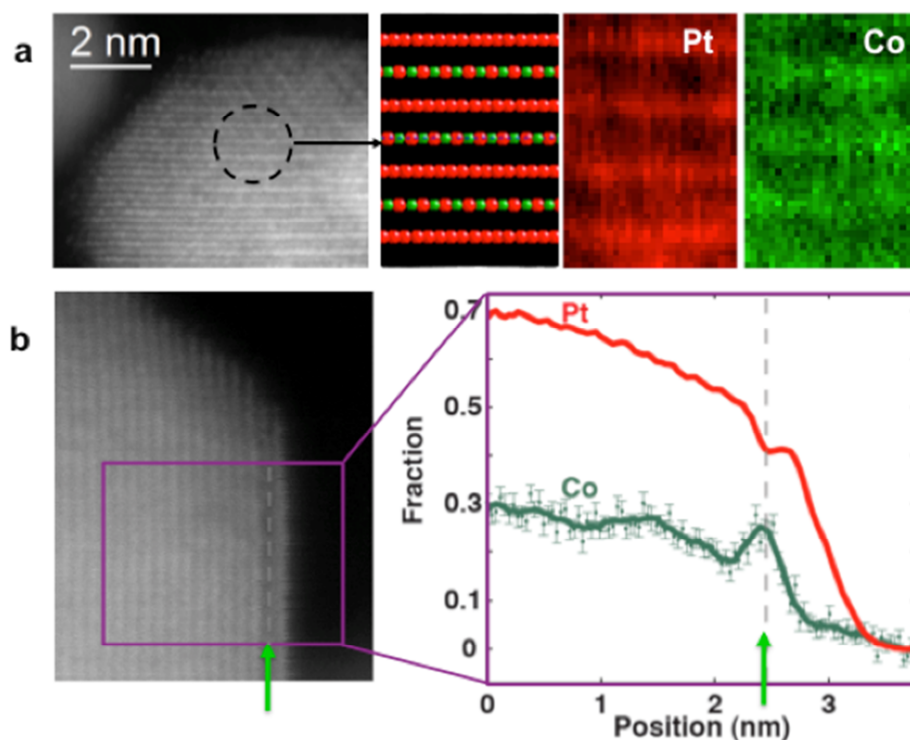 a
2 nm
Pt
Co
b
0.7
0.5
0.3
0.1
0
Fraction
Pt
Co
0
1
2
3
Position (nm)